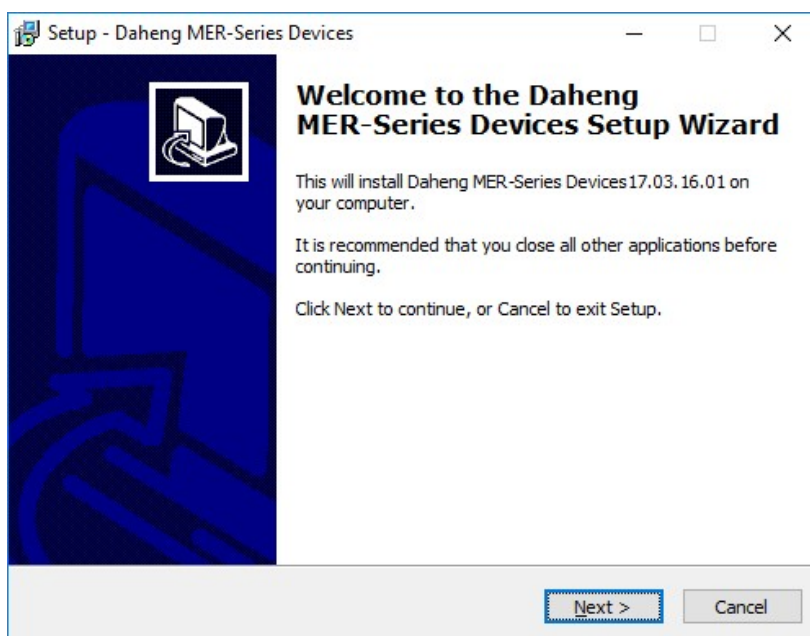 Setup - Daheng MER-Series Devices
Welcome to the Daheng
MER-Series Devices Setup Wizard
This will install Daheng MER-Series Devices17.03.16.01 on
your computer.
It is recommended that you close all other applications before
continuing.
Click Next to continue, or Cancel to exit Setup.
Next >
Cancel